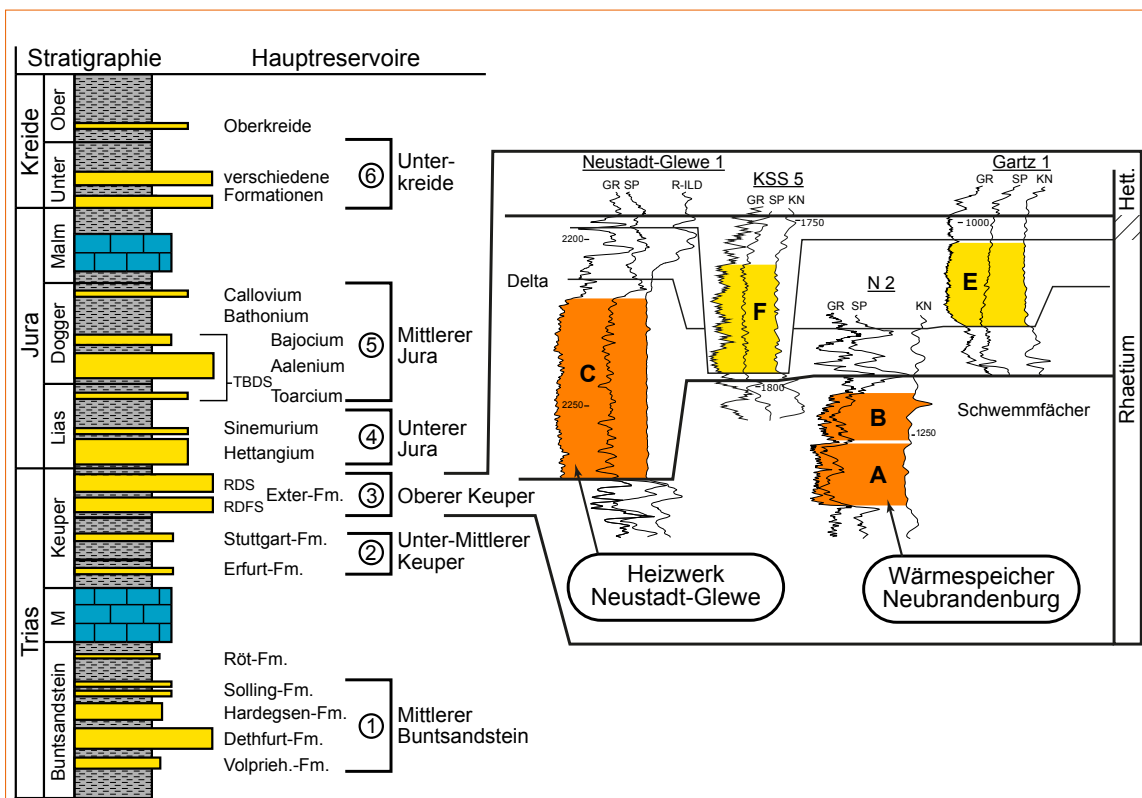 Stratigraphie
Hauptreservoire
Kreide
Ober
Unter
Oberkreide
verschiedene
Formationen
6
Unter-
kreide
Jura
Malm
Dogger
Lias
Callovium
Bathonium
Bajocium
Aalenium
TBDS
Toarcium
5
Mittlerer
Jura
Sinemurium
Hettangium
4
Unterer
Jura
Trias
Keuper
M
Buntsandstein
RDS
RDFS
Exter-Fm.
3
Oberer Keuper
Stuttgart-Fm.
Erfurt-Fm.
2
Unter-Mittlerer
Keuper
Röt-Fm.
Solling-Fm.
Hardegsen-Fm.
Dethfurt-Fm.
Volprieh.-Fm.
1
Mittlerer
Buntsandstein
Neustadt-Glewe 1
GR SP R-ILD
2200
2250
C
Delta
KSS 5
GR SP KN
1750
1800
F
N 2
GR SP KN
1250
B
A
Gartz 1
GR SP KN
1000
E
Schwemmfächer
Hett.
Rhaetium
Heizwerk
Neustadt-Glewe
Wärmespeicher
Neubrandenburg